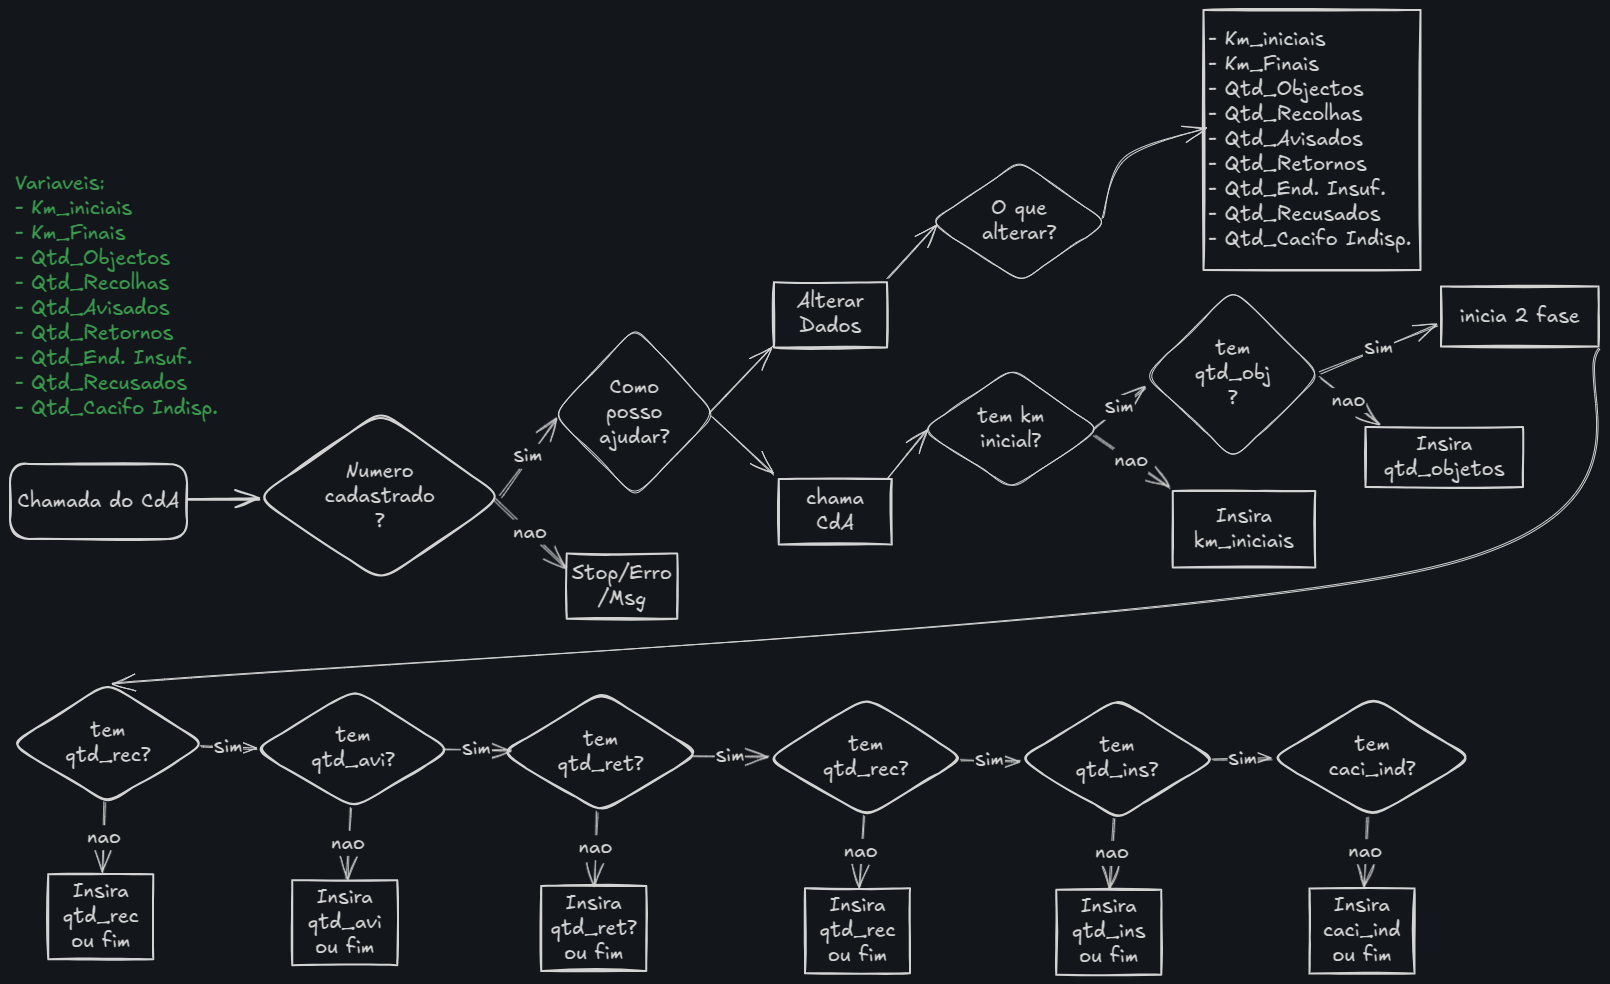 - Km_iniciais
- Km_Finais
- Qtd_Objectos
- Qtd_Recolhas
- Qtd_Avisados
- Qtd_Retornos
- Qtd_End. Insuf.
- Qtd_Recusados
- Qtd_Cacifo Indisp.
Variaveis:
- Km_iniciais
- Km_Finais
- Qtd_Objectos
- Qtd_Recolhas
- Qtd_Avisados
- Qtd_Retornos
- Qtd_End. Insuf.
- Qtd_Recusados
- Qtd_Cacifo Indisp.
Chamada do CdA
Numero
cadastrado
?
sim
nao
Stop/Erro
/Msg
Como
posso
ajudar?
Alterar
Dados
O que
alterar?
chama
CdA
tem km
inicial?
sim
nao
Insira
km_iniciais
tem
qtd_obj
?
sim
nao
inicia 2 fase
Insira
qtd_objetos
tem
qtd_rec?
sim
tem
qtd_avi?
sim
tem
qtd_ret?
sim
tem
qtd_rec?
sim
tem
qtd_ins?
sim
tem
caci_ind?
nao
nao
nao
nao
nao
nao
Insira
qtd_rec
ou fim
Insira
qtd_avi
ou fim
Insira
qtd_ret?
ou fim
Insira
qtd_rec
ou fim
Insira
qtd_ins
ou fim
Insira
caci_ind
ou fim